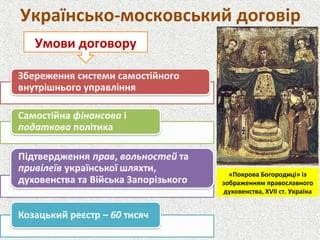 Українсько-московський договір
Умови договору
Збереження системи самостійного
внутрішнього управління
Самостійна фінансова і
податкова політика
Підтвердження прав, вольностей та
привілеїв української шляхти,
духовенства та Війська Запорізького
Козацький реєстр – 60 тисяч
«Покрова Богородиці» із
зображенням православного
духовенства, XVII ст. Україна